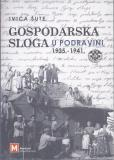 IVICA ŠUTE
GOSPODARSKA
SLOGA U PODRAVINI
1935.-1941.